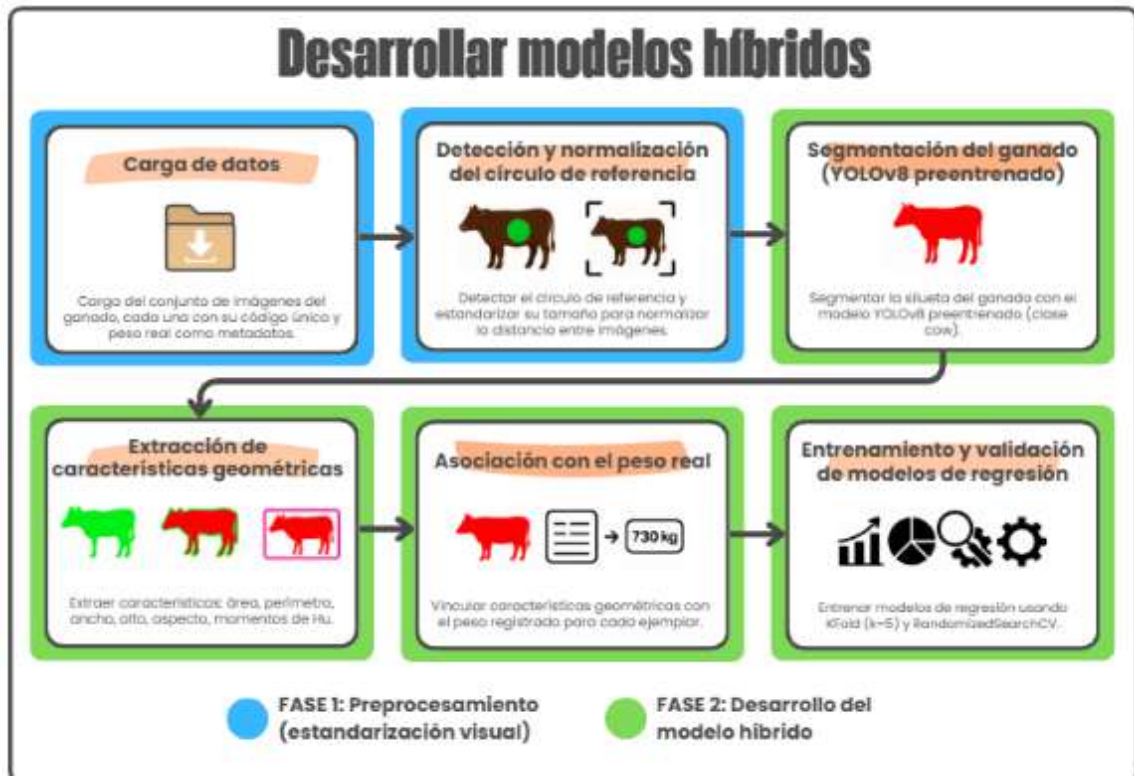 Desarrollar modelos híbridos
Carga de datos
Carga del conjunto de imágenes del
ganado, cada una con su código único y
peso real como metadatos.
Detección y normalización
del círculo de referencia
Detectar el círculo de referencia y
estandarizar su tamaño para normalizar
la distancia entre imágenes.
Segmentación del ganado
(YOLOv8 preentrenado)
Segmentar la silueta del ganado con el
modelo YOLOv8 preentrenado (clase
cow).
Extracción de
características geométricas
Extraer características: área, perímetro,
ancho, alto, aspecto, momentos de Hu.
Asociación con el peso real
730 kg
Vincular características geométricas con
el peso registrado para cada ejemplar.
Entrenamiento y validación
de modelos de regresión
Entrenar modelos de regresión usando
KFold (k=5) y RandomizedSearchCV.
FASE 1: Preprocesamiento
(estandarización visual)
FASE 2: Desarrollo del
modelo híbrido